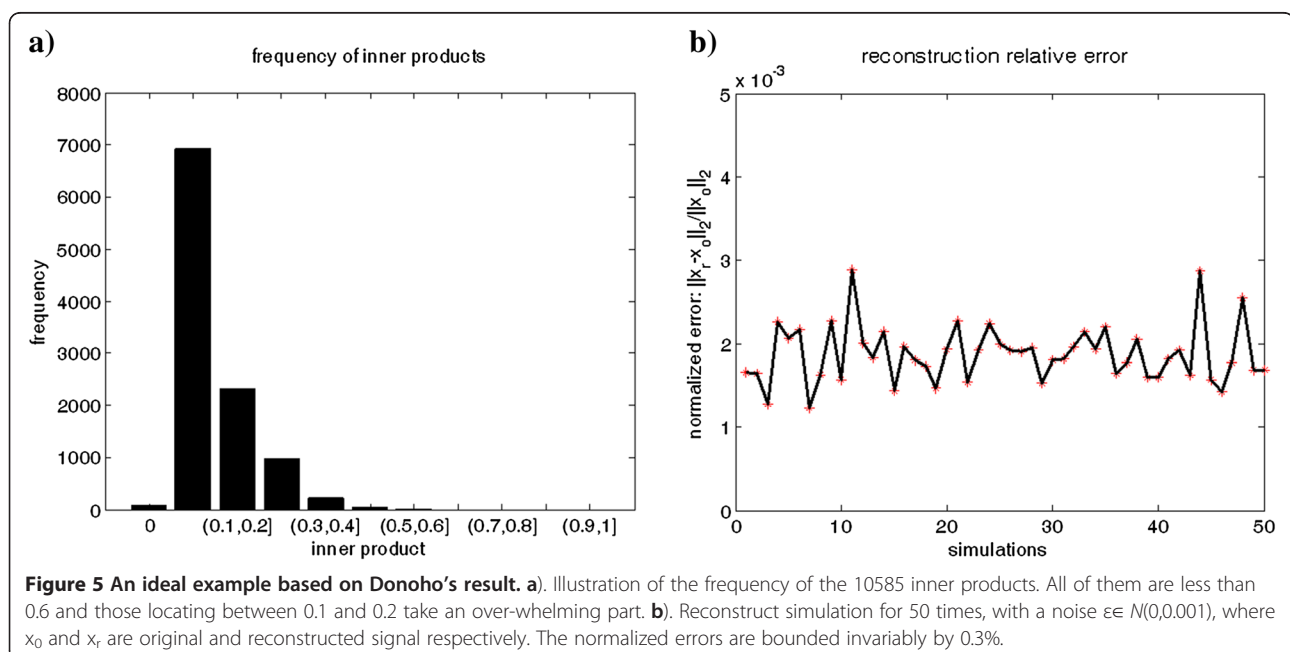 a)
frequency of inner products
8000
7000
6000
5000
4000
3000
2000
1000
0
frequency
0 (0.1,0.2] (0.3,0.4] (0.5,0.6] (0.7,0.8] (0.9,1]
inner product
b)
reconstruction relative error
5 x 10^-3
4
3
2
1
0
normalized error: ||x_r-x_o||_2/||x_o||_2
0 10 20 30 40 50
simulations
Figure 5 An ideal example based on Donoho's result. a). Illustration of the frequency of the 10585 inner products. All of them are less than
0.6 and those locating between 0.1 and 0.2 take an over-whelming part. b). Reconstruct simulation for 50 times, with a noise ε∈ N(0,0.001), where
x₀ and xᵣ are original and reconstructed signal respectively. The normalized errors are bounded invariably by 0.3%.